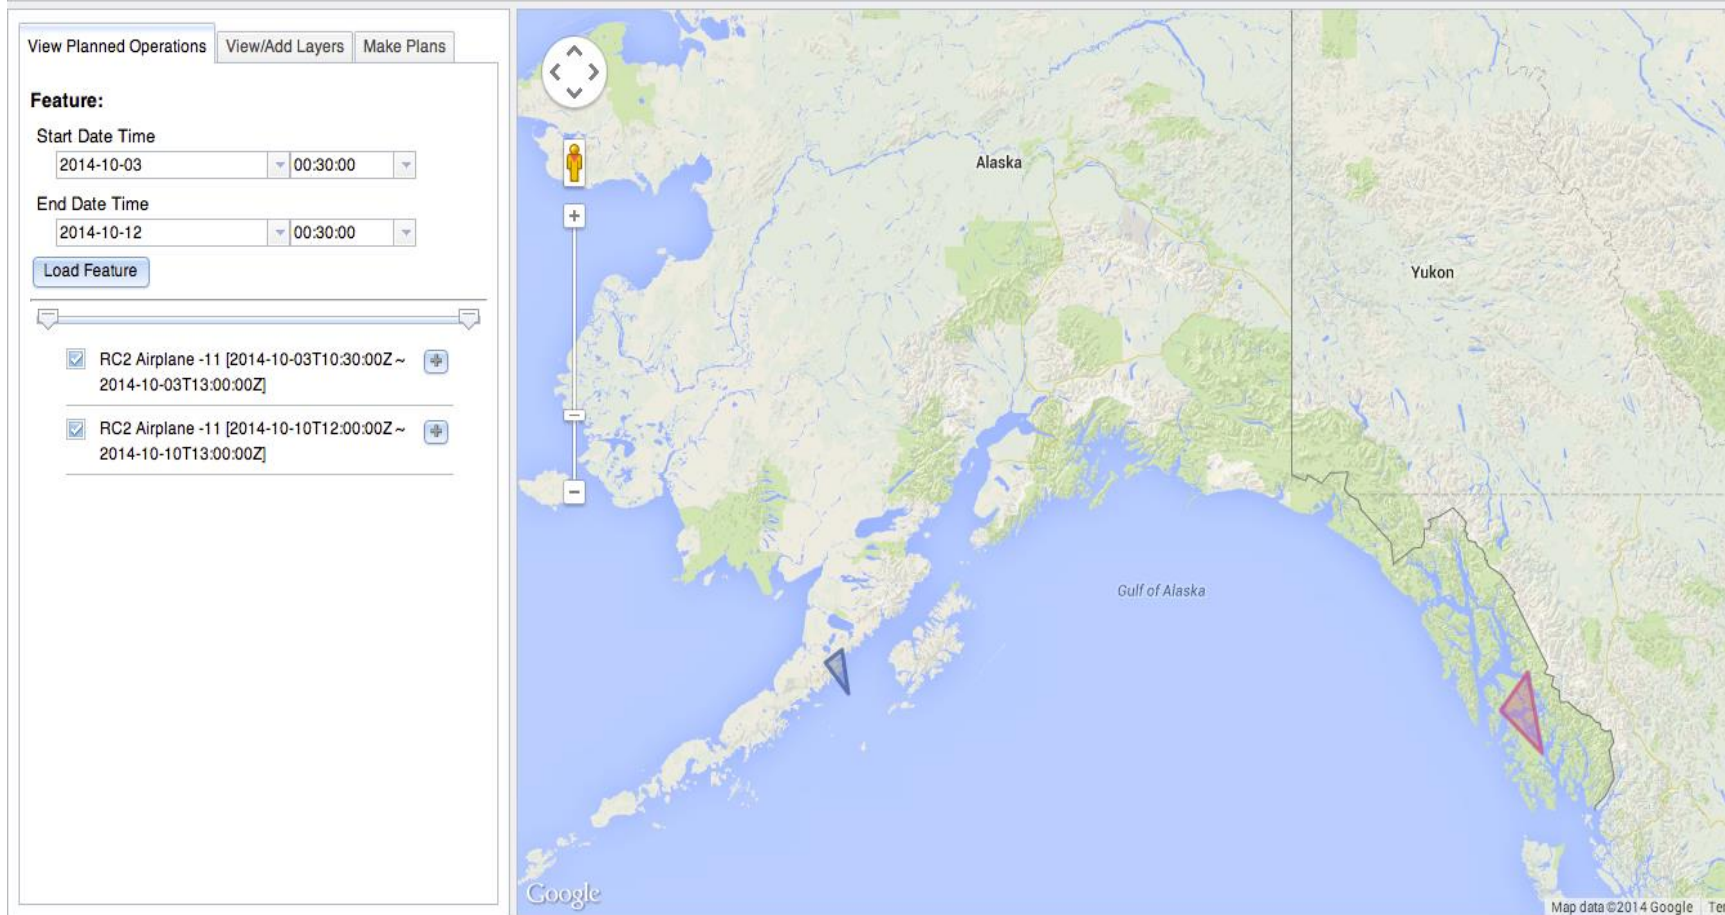 View Planned Operations
View/Add Layers
Make Plans
Feature:
Start Date Time
2014-10-03
00:30:00
End Date Time
2014-10-12
00:30:00
Load Feature
RC2 Airplane -11 [2014-10-03T10:30:00Z ~
2014-10-03T13:00:00Z]
RC2 Airplane -11 [2014-10-10T12:00:00Z ~
2014-10-10T13:00:00Z]
Alaska
Yukon
Gulf of Alaska
Google
Map data ©2014 Google